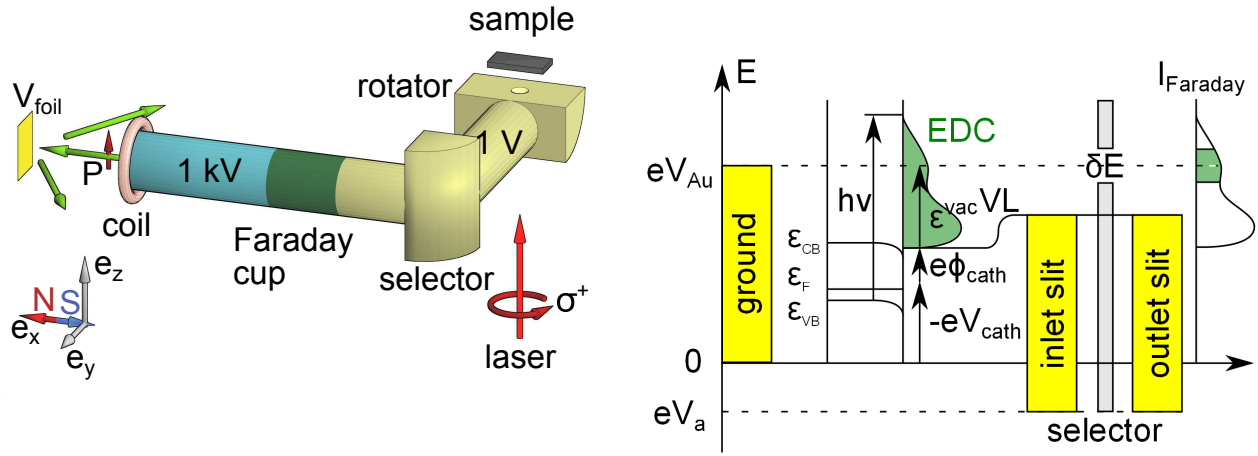 sample
rotator
V_foil
1 V
P
1 kV
coil
Faraday
cup
selector
e_z
N
S
e_x
e_y
σ⁺
laser
E
I_Faraday
EDC
eV_Au
hν
δE
ε_vac
VL
ε_CB
ground
eϕ_cath
ε_F
ε_VB
-eV_cath
inlet slit
outlet slit
0
eV_a
selector